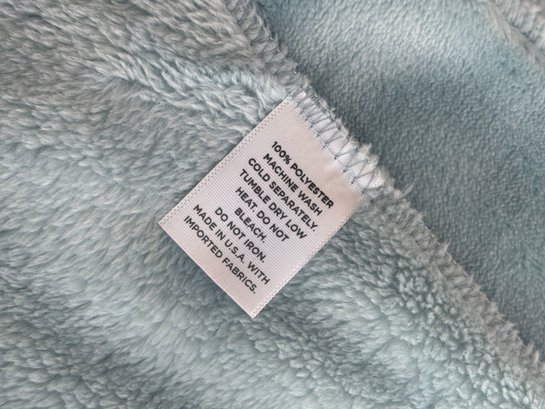 100% POLYESTER
MACHINE WASH
COLD SEPARATELY.
TUMBLE DRY LOW
HEAT. DO NOT
BLEACH.
DO NOT IRON.
MADE IN U.S.A. WITH
IMPORTED FABRICS.